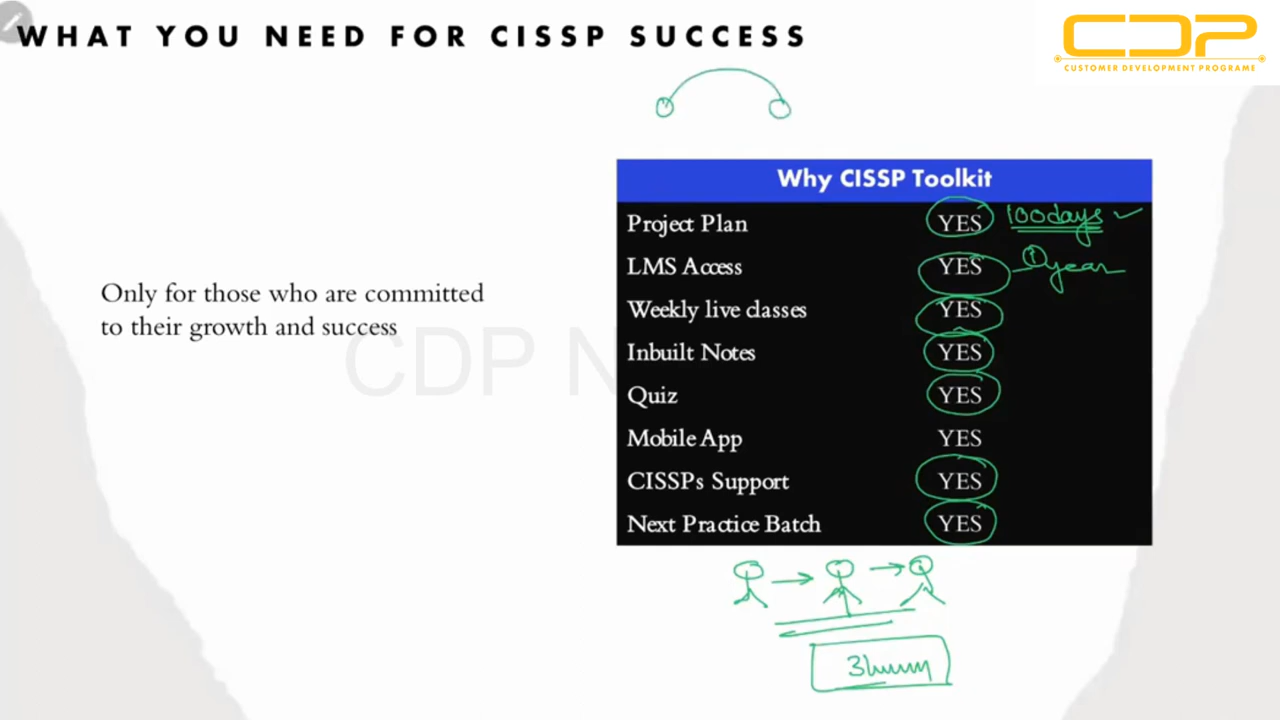 WHAT YOU NEED FOR CISSP SUCCESS
CDP
CUSTOMER DEVELOPMENT PROGRAME
Why CISSP Toolkit
Project Plan YES 100days
LMS Access YES 1 year
Weekly live classes YES
Inbuilt Notes YES
Quiz YES
Mobile App YES
CISSPs Support YES
Next Practice Batch YES
Only for those who are committed
to their growth and success
CDP N